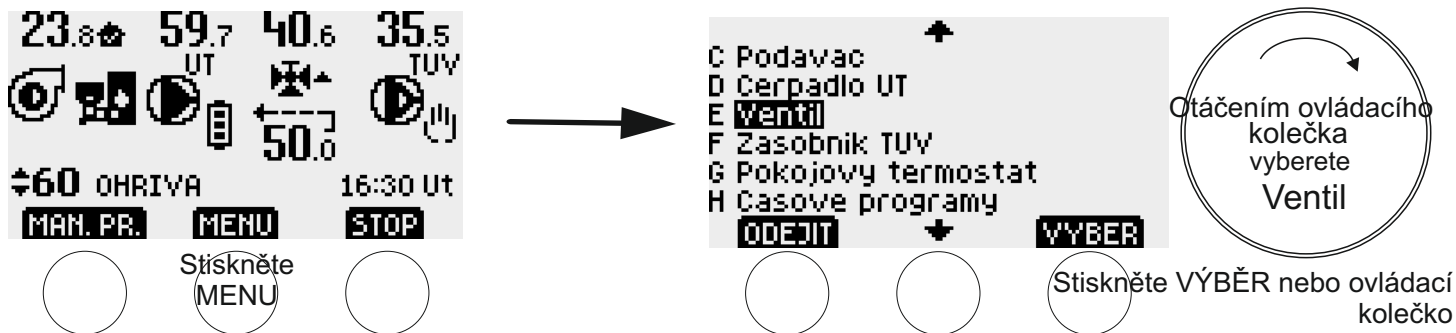 23.8 59.7 40.6 35.5
UT TUV
50.0
60 OHRIVA 16:30 Ut
MAN. PR. MENU STOP
Stiskněte
MENU
C Podavac
D Cerpadlo UT
E Ventil
F Zasobnik TUV
G Pokojovy termostat
H Casove programy
ODEJIT VYBER
Otáčením ovládacího
kolečka
vyberete
Ventil
Stiskněte VÝBĚR nebo ovládací
kolečko